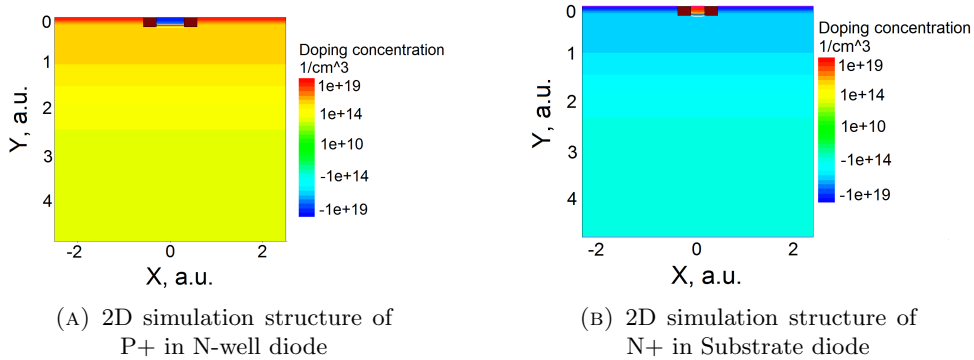 0
1
2
3
4
Y, a.u.
-2
0
2
X, a.u.
Doping concentration
1/cm^3
1e+19
1e+14
1e+10
-1e+14
-1e+19
(A) 2D simulation structure of
P+ in N-well diode
0
1
2
3
4
Y, a.u.
-2
0
2
X, a.u.
Doping concentration
1/cm^3
1e+19
1e+14
1e+10
-1e+14
-1e+19
(B) 2D simulation structure of
N+ in Substrate diode